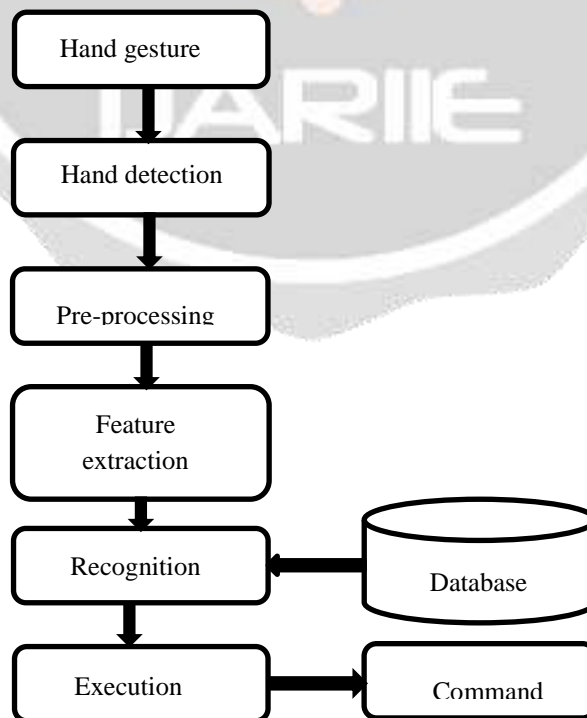 Hand gesture
IJARIIE
Hand detection
Pre-processing
Feature
extraction
Recognition
Database
Execution
Command